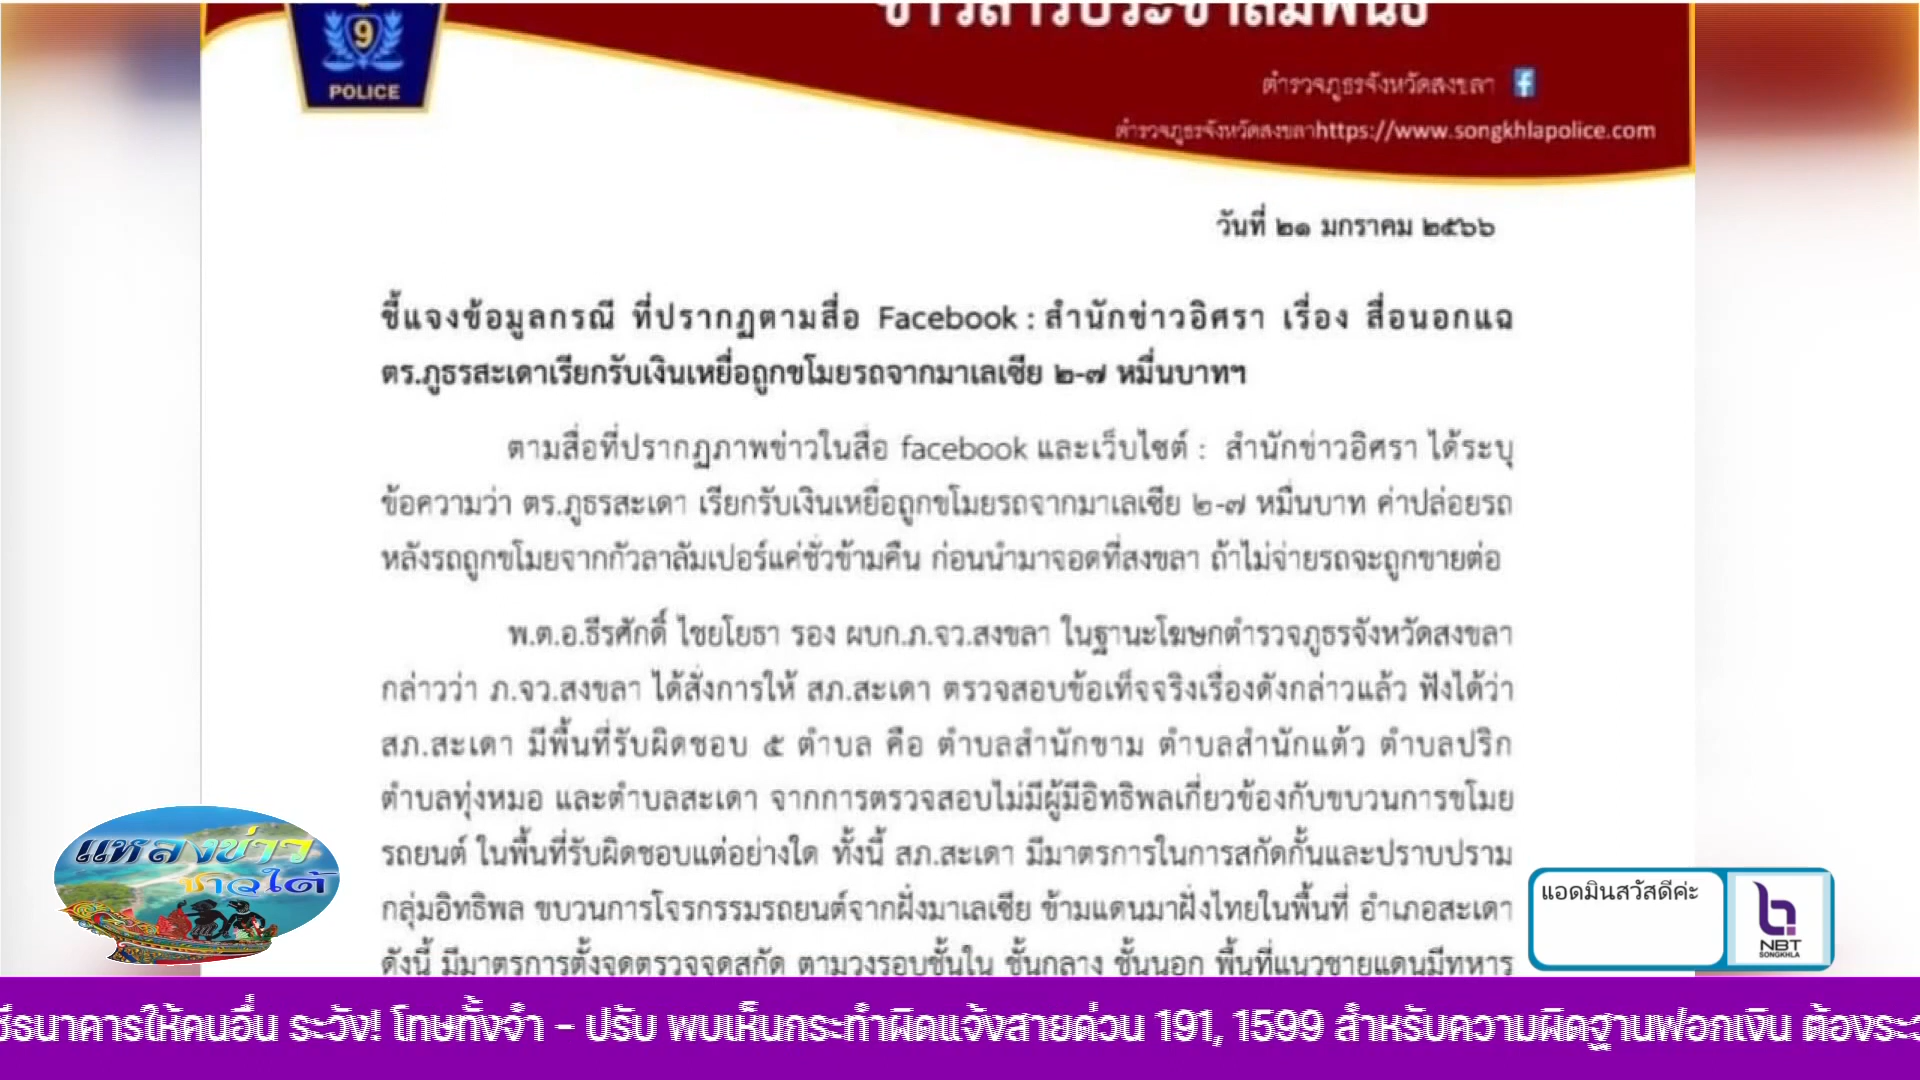 ข่าวสารประชาสัมพันธ์
9
POLICE
ตำรวจภูธรจังหวัดสงขลา
ตำรวจภูธรจังหวัดสงขลาhttps://www.songkhlapolice.com
วันที่ ๒๑ มกราคม ๒๕๖๖
ชี้แจงข้อมูลกรณี ที่ปรากฏตามสื่อ Facebook : สำนักข่าวอิศรา เรื่อง สื่อนอกแฉ
ตร.ภูธรสะเดาเรียกรับเงินเหยื่อถูกขโมยรถจากมาเลเซีย ๒-๗ หมื่นบาทฯ
ตามสื่อที่ปรากฏภาพข่าวในสื่อ facebook และเว็บไซต์ : สำนักข่าวอิศรา ได้ระบุ
ข้อความว่า ตร.ภูธรสะเดา เรียกรับเงินเหยื่อถูกขโมยรถจากมาเลเซีย ๒-๗ หมื่นบาท ค่าปล่อยรถ
หลังรถถูกขโมยจากกัวลาลัมเปอร์แค่ชั่วข้ามคืน ก่อนนำมาจอดที่สงขลา ถ้าไม่จ่ายรถจะถูกขายต่อ
พ.ต.อ.ธีรศักดิ์ ไชยโยธา รอง ผบก.ภ.จว.สงขลา ในฐานะโฆษกตำรวจภูธรจังหวัดสงขลา
กล่าวว่า ภ.จว.สงขลา ได้สั่งการให้ สภ.สะเดา ตรวจสอบข้อเท็จจริงเรื่องดังกล่าวแล้ว ฟังได้ว่า
สภ.สะเดา มีพื้นที่รับผิดชอบ ๕ ตำบล คือ ตำบลสำนักขาม ตำบลสำนักแต้ว ตำบลปริก
ตำบลทุ่งหมอ และตำบลสะเดา จากการตรวจสอบไม่มีผู้มีอิทธิพลเกี่ยวข้องกับขบวนการขโมย
รถยนต์ ในพื้นที่รับผิดชอบแต่อย่างใด ทั้งนี้ สภ.สะเดา มีมาตรการในการสกัดกั้นและปราบปราม
กลุ่มอิทธิพล ขบวนการโจรกรรมรถยนต์จากฝั่งมาเลเซีย ข้ามแดนมาฝั่งไทยในพื้นที่ อำเภอสะเดา
ดังนี้ มีมาตรการตั้งจุดตรวจจุดสกัด ตามวงรอบชั้นใน ชั้นกลาง ชั้นนอก พื้นที่แนวชายแดนมีทหาร
แหลงข่าว
ชาวใต้
แอดมินสวัสดีค่ะ
NBT
SONGKHLA
ชีธนาคารให้คนอื่น ระวัง! โทษทั้งจำ - ปรับ พบเห็นกระทำผิดแจ้งสายด่วน 191, 1599 สำหรับความผิดฐานฟอกเงิน ต้องระว